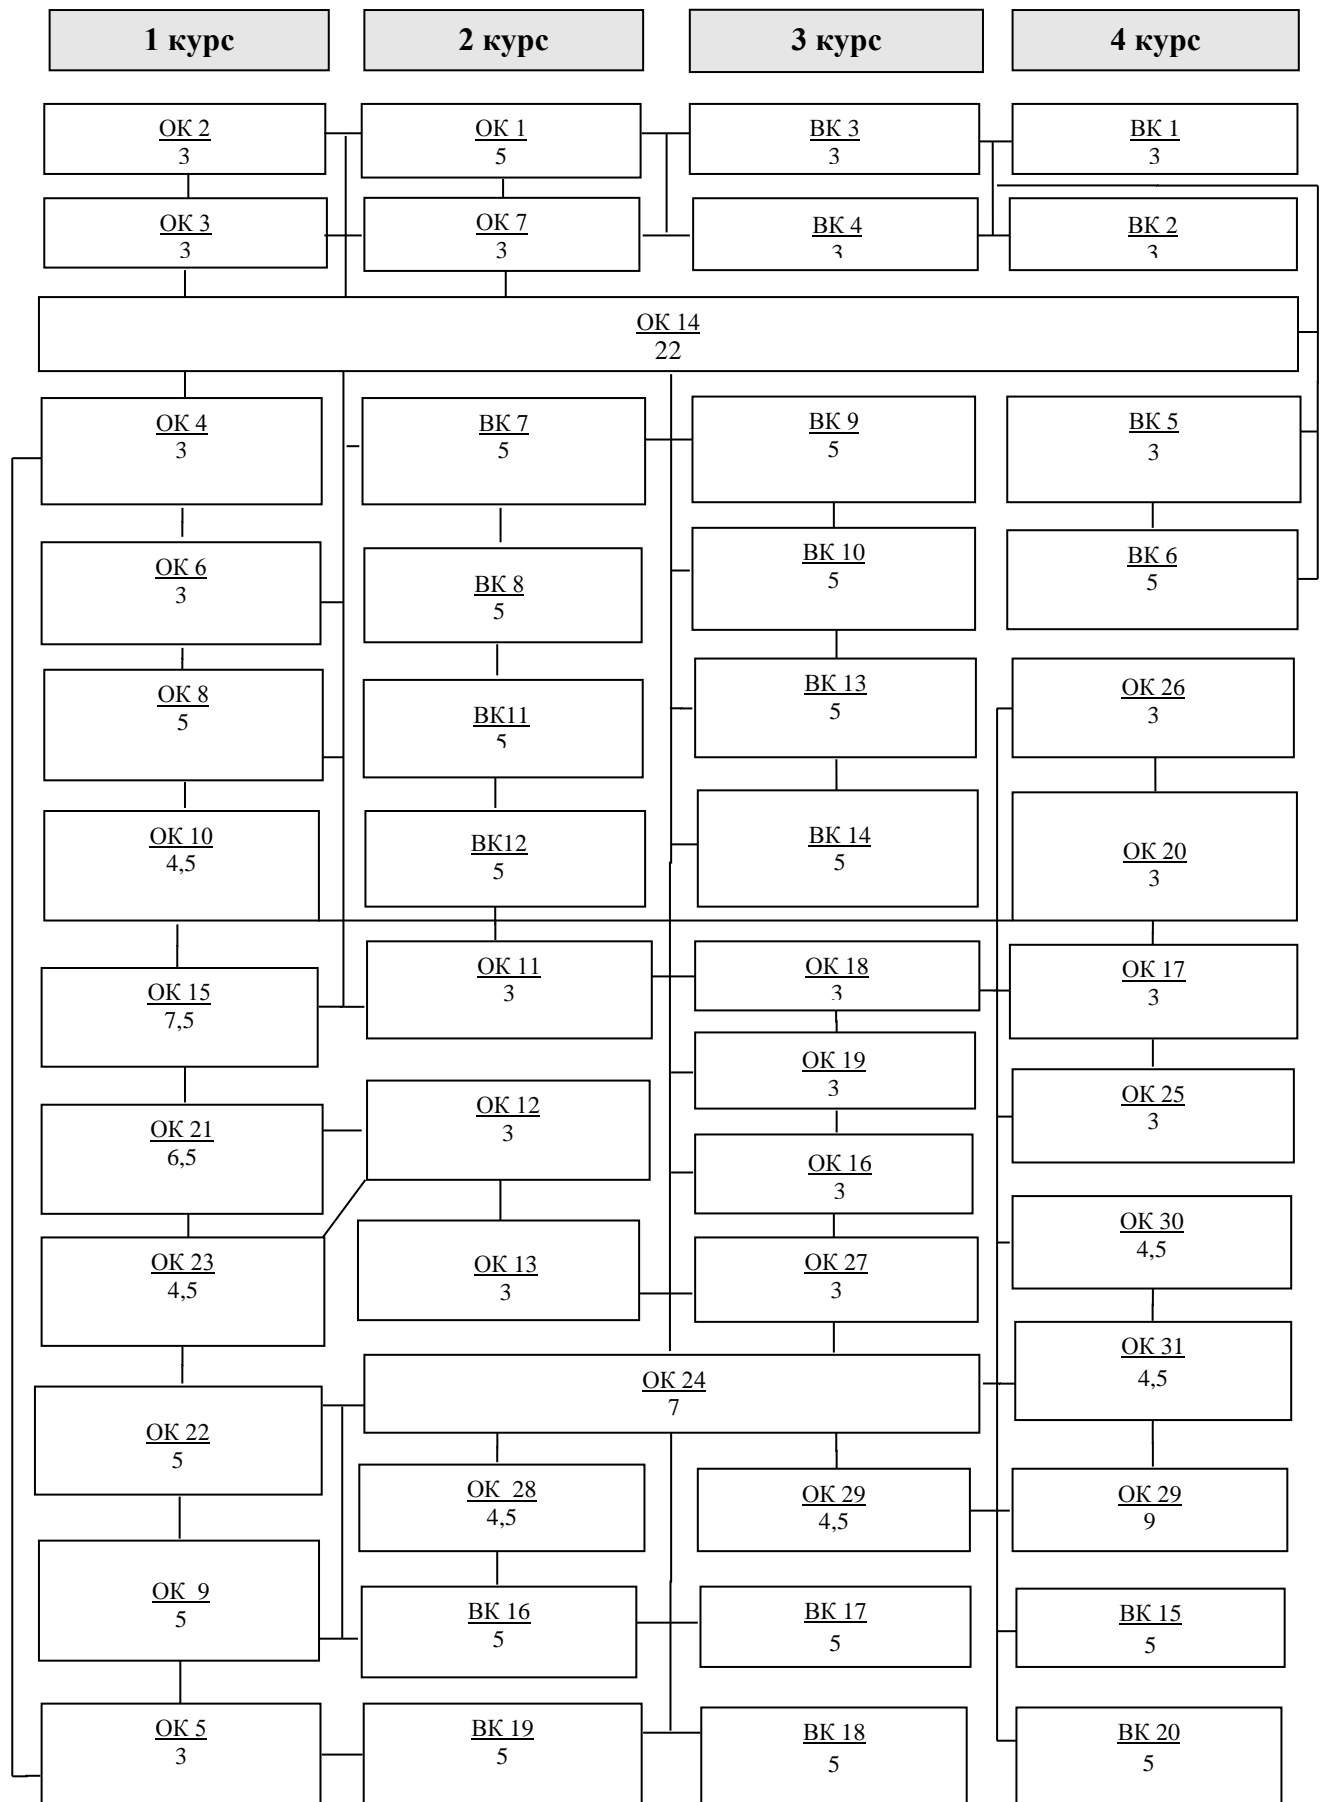 1 курс
2 курс
3 курс
4 курс
ОК 2
3
ОК 1
5
ВК 3
3
ВК 1
3
ОК 3
3
ОК 7
3
ВК 4
3
ВК 2
3
ОК 14
22
ОК 4
3
ВК 7
5
ВК 9
5
ВК 5
3
ОК 6
3
ВК 8
5
ВК 10
5
ВК 6
5
ОК 8
5
ВК11
5
ВК 13
5
ОК 26
3
ОК 10
4,5
ВК12
5
ВК 14
5
ОК 20
3
ОК 15
7,5
ОК 11
3
ОК 18
3
ОК 17
3
ОК 19
3
ОК 21
6,5
ОК 12
3
ОК 16
3
ОК 25
3
ОК 23
4,5
ОК 13
3
ОК 27
3
ОК 30
4,5
ОК 22
5
ОК 24
7
ОК 31
4,5
ОК 28
4,5
ОК 29
4,5
ОК 29
9
ОК 9
5
ВК 16
5
ВК 17
5
ВК 15
5
ОК 5
3
ВК 19
5
ВК 18
5
ВК 20
5